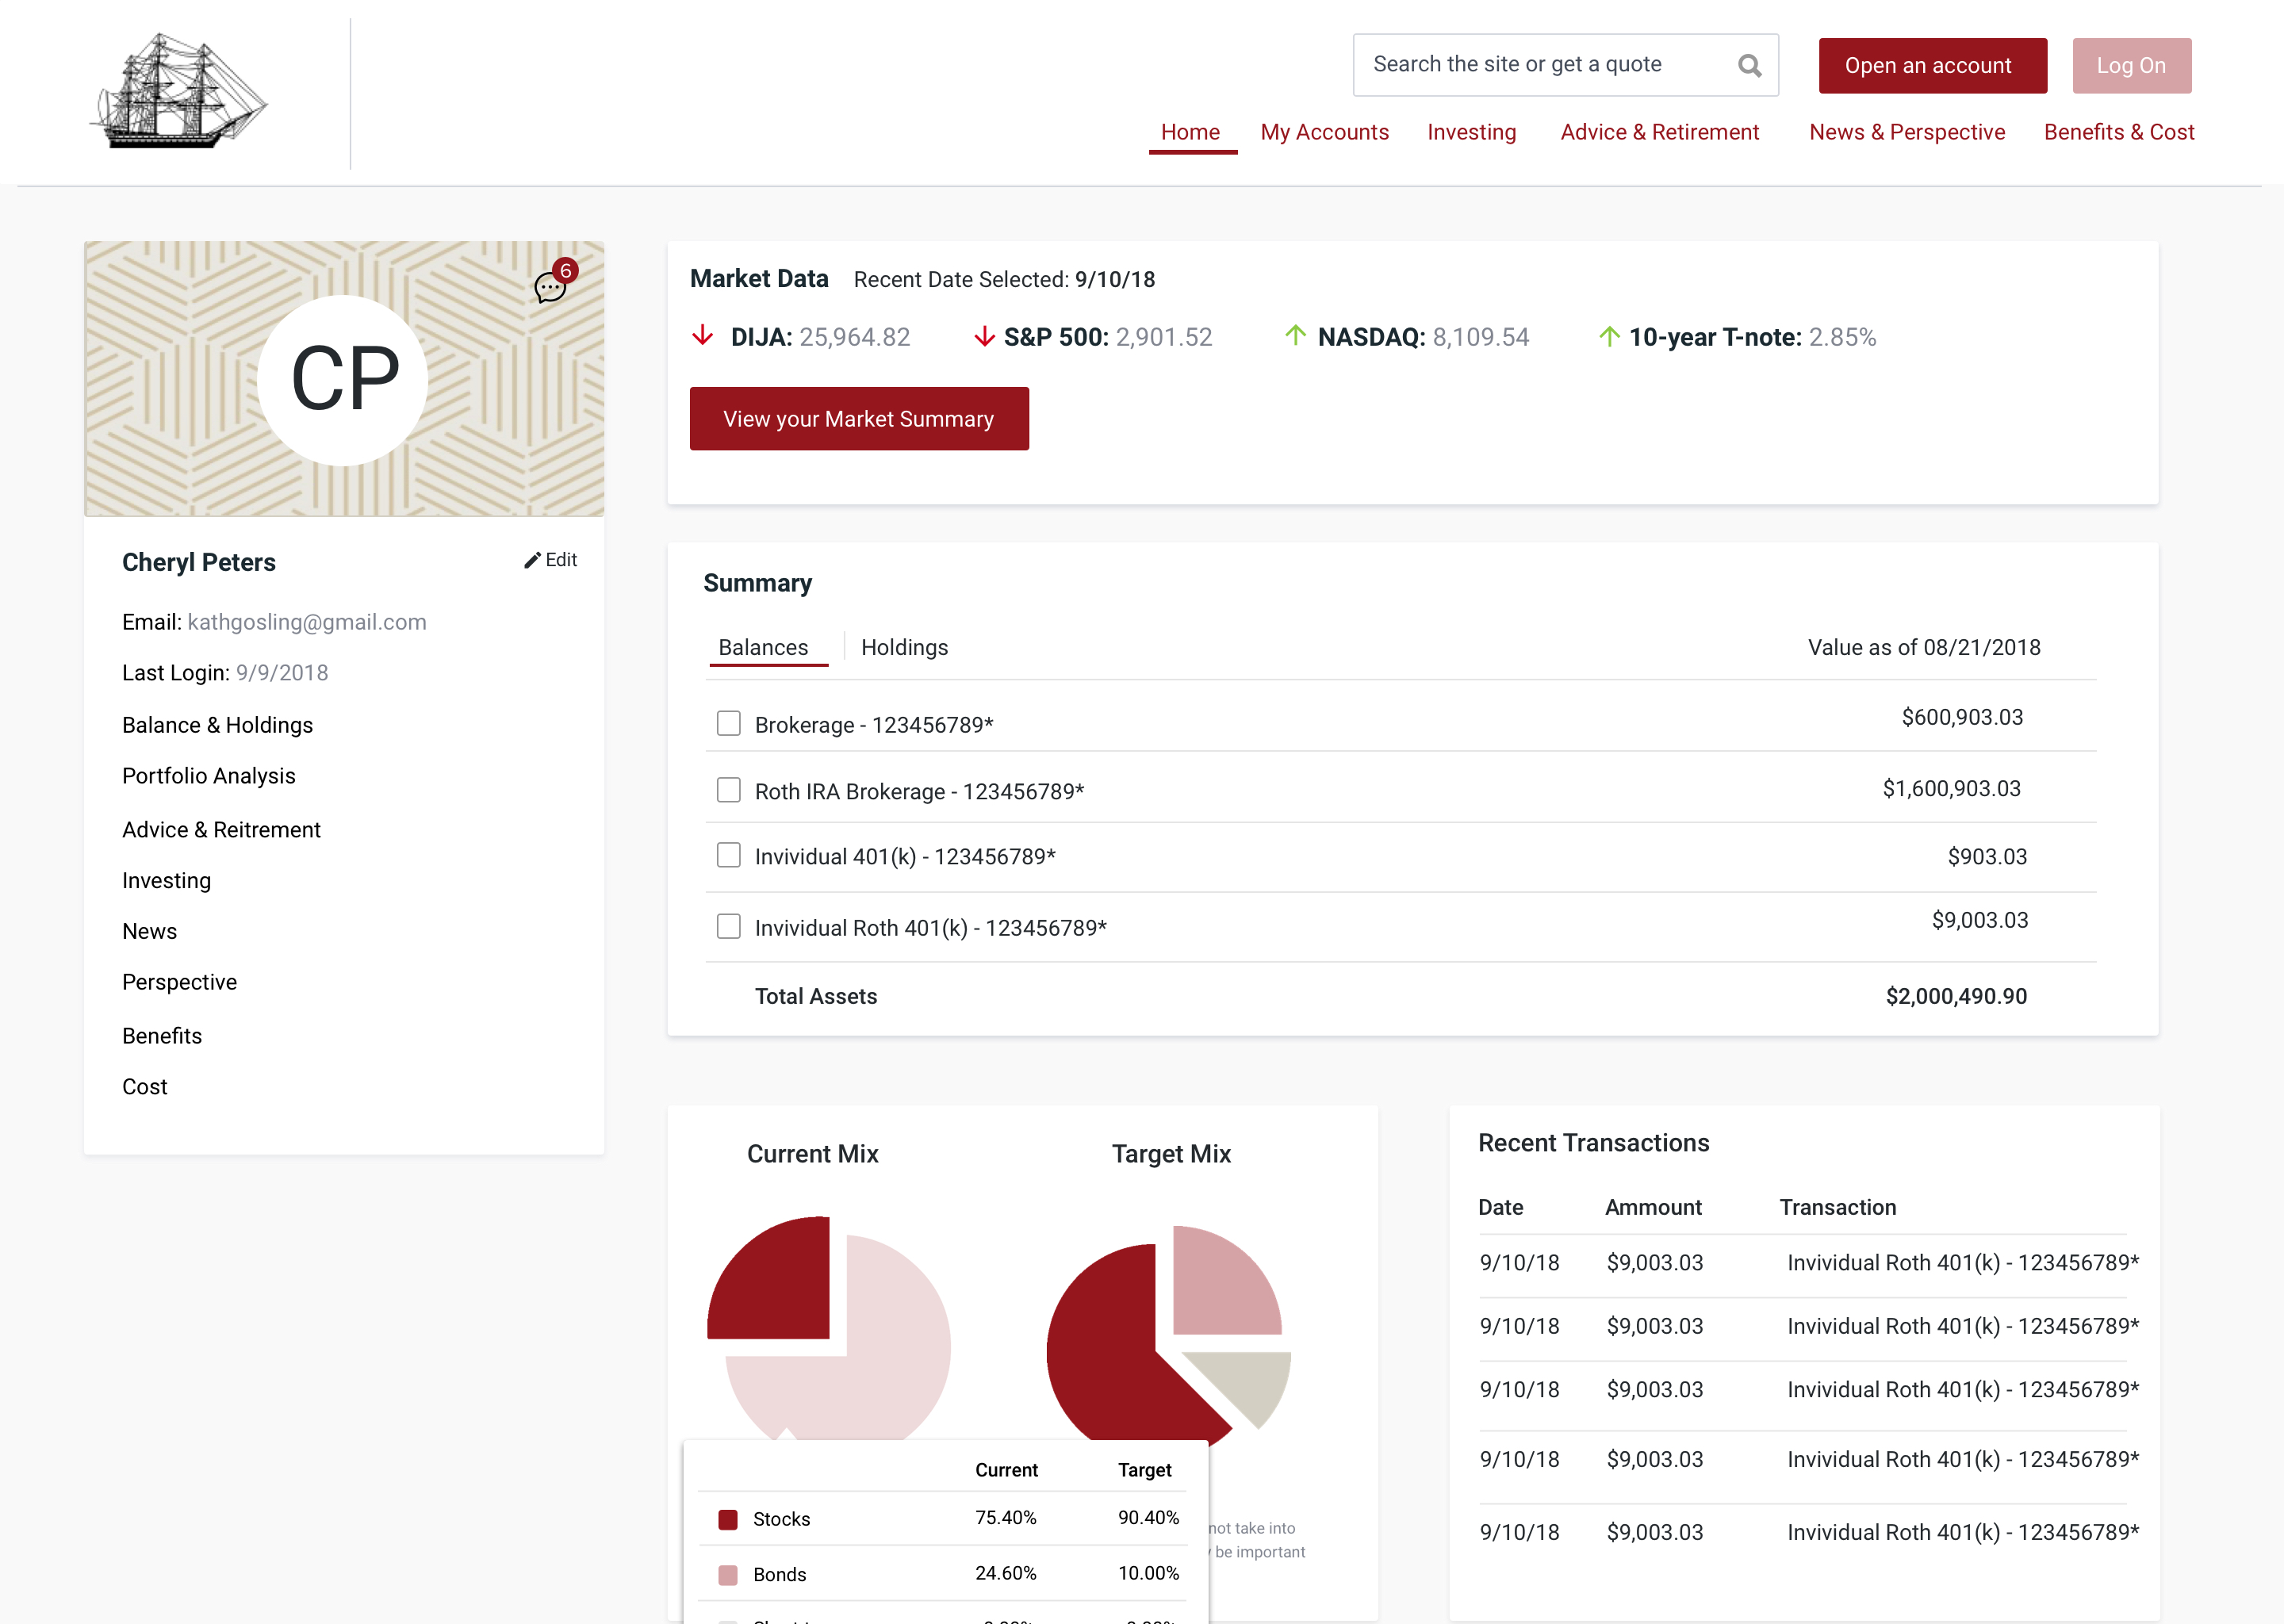 Search the site or get a quote
Open an account
Log On
Home My Accounts Investing Advice & Retirement News & Perspective Benefits & Cost
6
CP
Cheryl Peters
Edit
Email: kathgosling@gmail.com
Last Login: 9/9/2018
Balance & Holdings
Portfolio Analysis
Advice & Reitrement
Investing
News
Perspective
Benefits
Cost
Market Data Recent Date Selected: 9/10/18
DIJA: 25,964.82 S&P 500: 2,901.52 NASDAQ: 8,109.54 10-year T-note: 2.85%
View your Market Summary
Summary
Balances Holdings Value as of 08/21/2018
Brokerage - 123456789* $600,903.03
Roth IRA Brokerage - 123456789* $1,600,903.03
Invividual 401(k) - 123456789* $903.03
Invividual Roth 401(k) - 123456789* $9,003.03
Total Assets $2,000,490.90
Current Mix Target Mix
Current Target
Stocks 75.40% 90.40%
Bonds 24.60% 10.00%
not take into
be important
Recent Transactions
Date Ammount Transaction
9/10/18 $9,003.03 Invividual Roth 401(k) - 123456789*
9/10/18 $9,003.03 Invividual Roth 401(k) - 123456789*
9/10/18 $9,003.03 Invividual Roth 401(k) - 123456789*
9/10/18 $9,003.03 Invividual Roth 401(k) - 123456789*
9/10/18 $9,003.03 Invividual Roth 401(k) - 123456789*